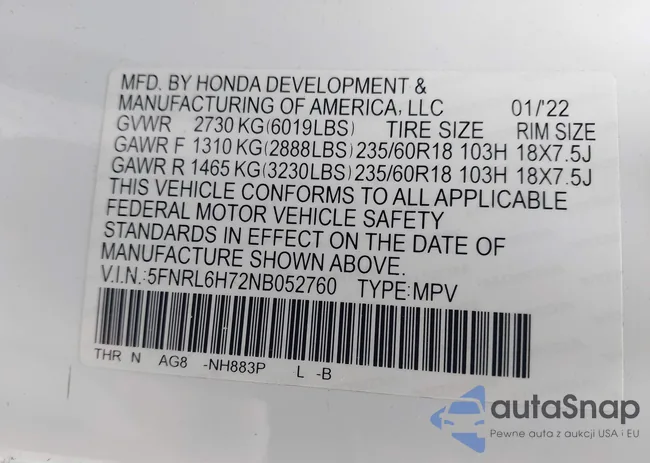 MFD. BY HONDA DEVELOPMENT &
MANUFACTURING OF AMERICA, LLC 01/'22
GVWR 2730 KG(6019LBS) TIRE SIZE RIM SIZE
GAWR F 1310 KG(2888LBS) 235/60R18 103H 18X7.5J
GAWR R 1465 KG(3230LBS) 235/60R18 103H 18X7.5J
THIS VEHICLE CONFORMS TO ALL APPLICABLE
FEDERAL MOTOR VEHICLE SAFETY
STANDARDS IN EFFECT ON THE DATE OF
MANUFACTURE SHOWN ABOVE.
V.I.N.:5FNRL6H72NB052760 TYPE:MPV
THR N AG8 -NH883P L -B
autaSnap
Pewne auta z aukcji USA i EU